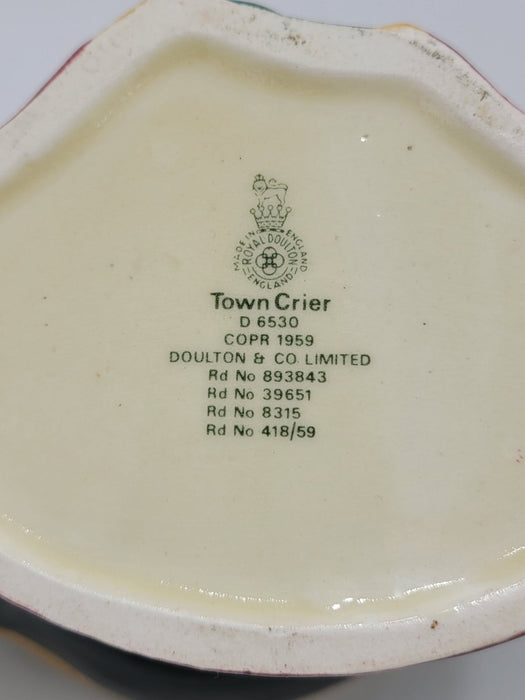 MADE IN ENGLAND
ROYAL DOULTON
ENGLAND
Town Crier
D 6530
COPR 1959
DOULTON & CO. LIMITED
Rd No 893843
Rd No 39651
Rd No 8315
Rd No 418/59